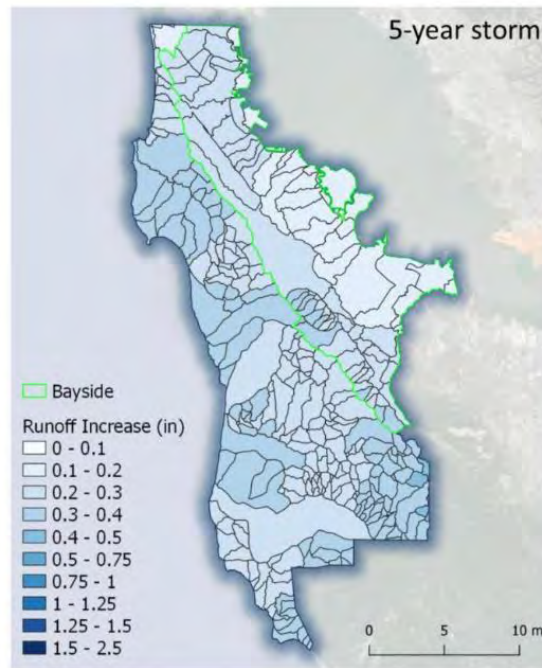 5-year storm
Bayside
Runoff Increase (in)
0 - 0.1
0.1 - 0.2
0.2 - 0.3
0.3 - 0.4
0.4 - 0.5
0.5 - 0.75
0.75 - 1
1 - 1.25
1.25 - 1.5
1.5 - 2.5
0 5 10 m